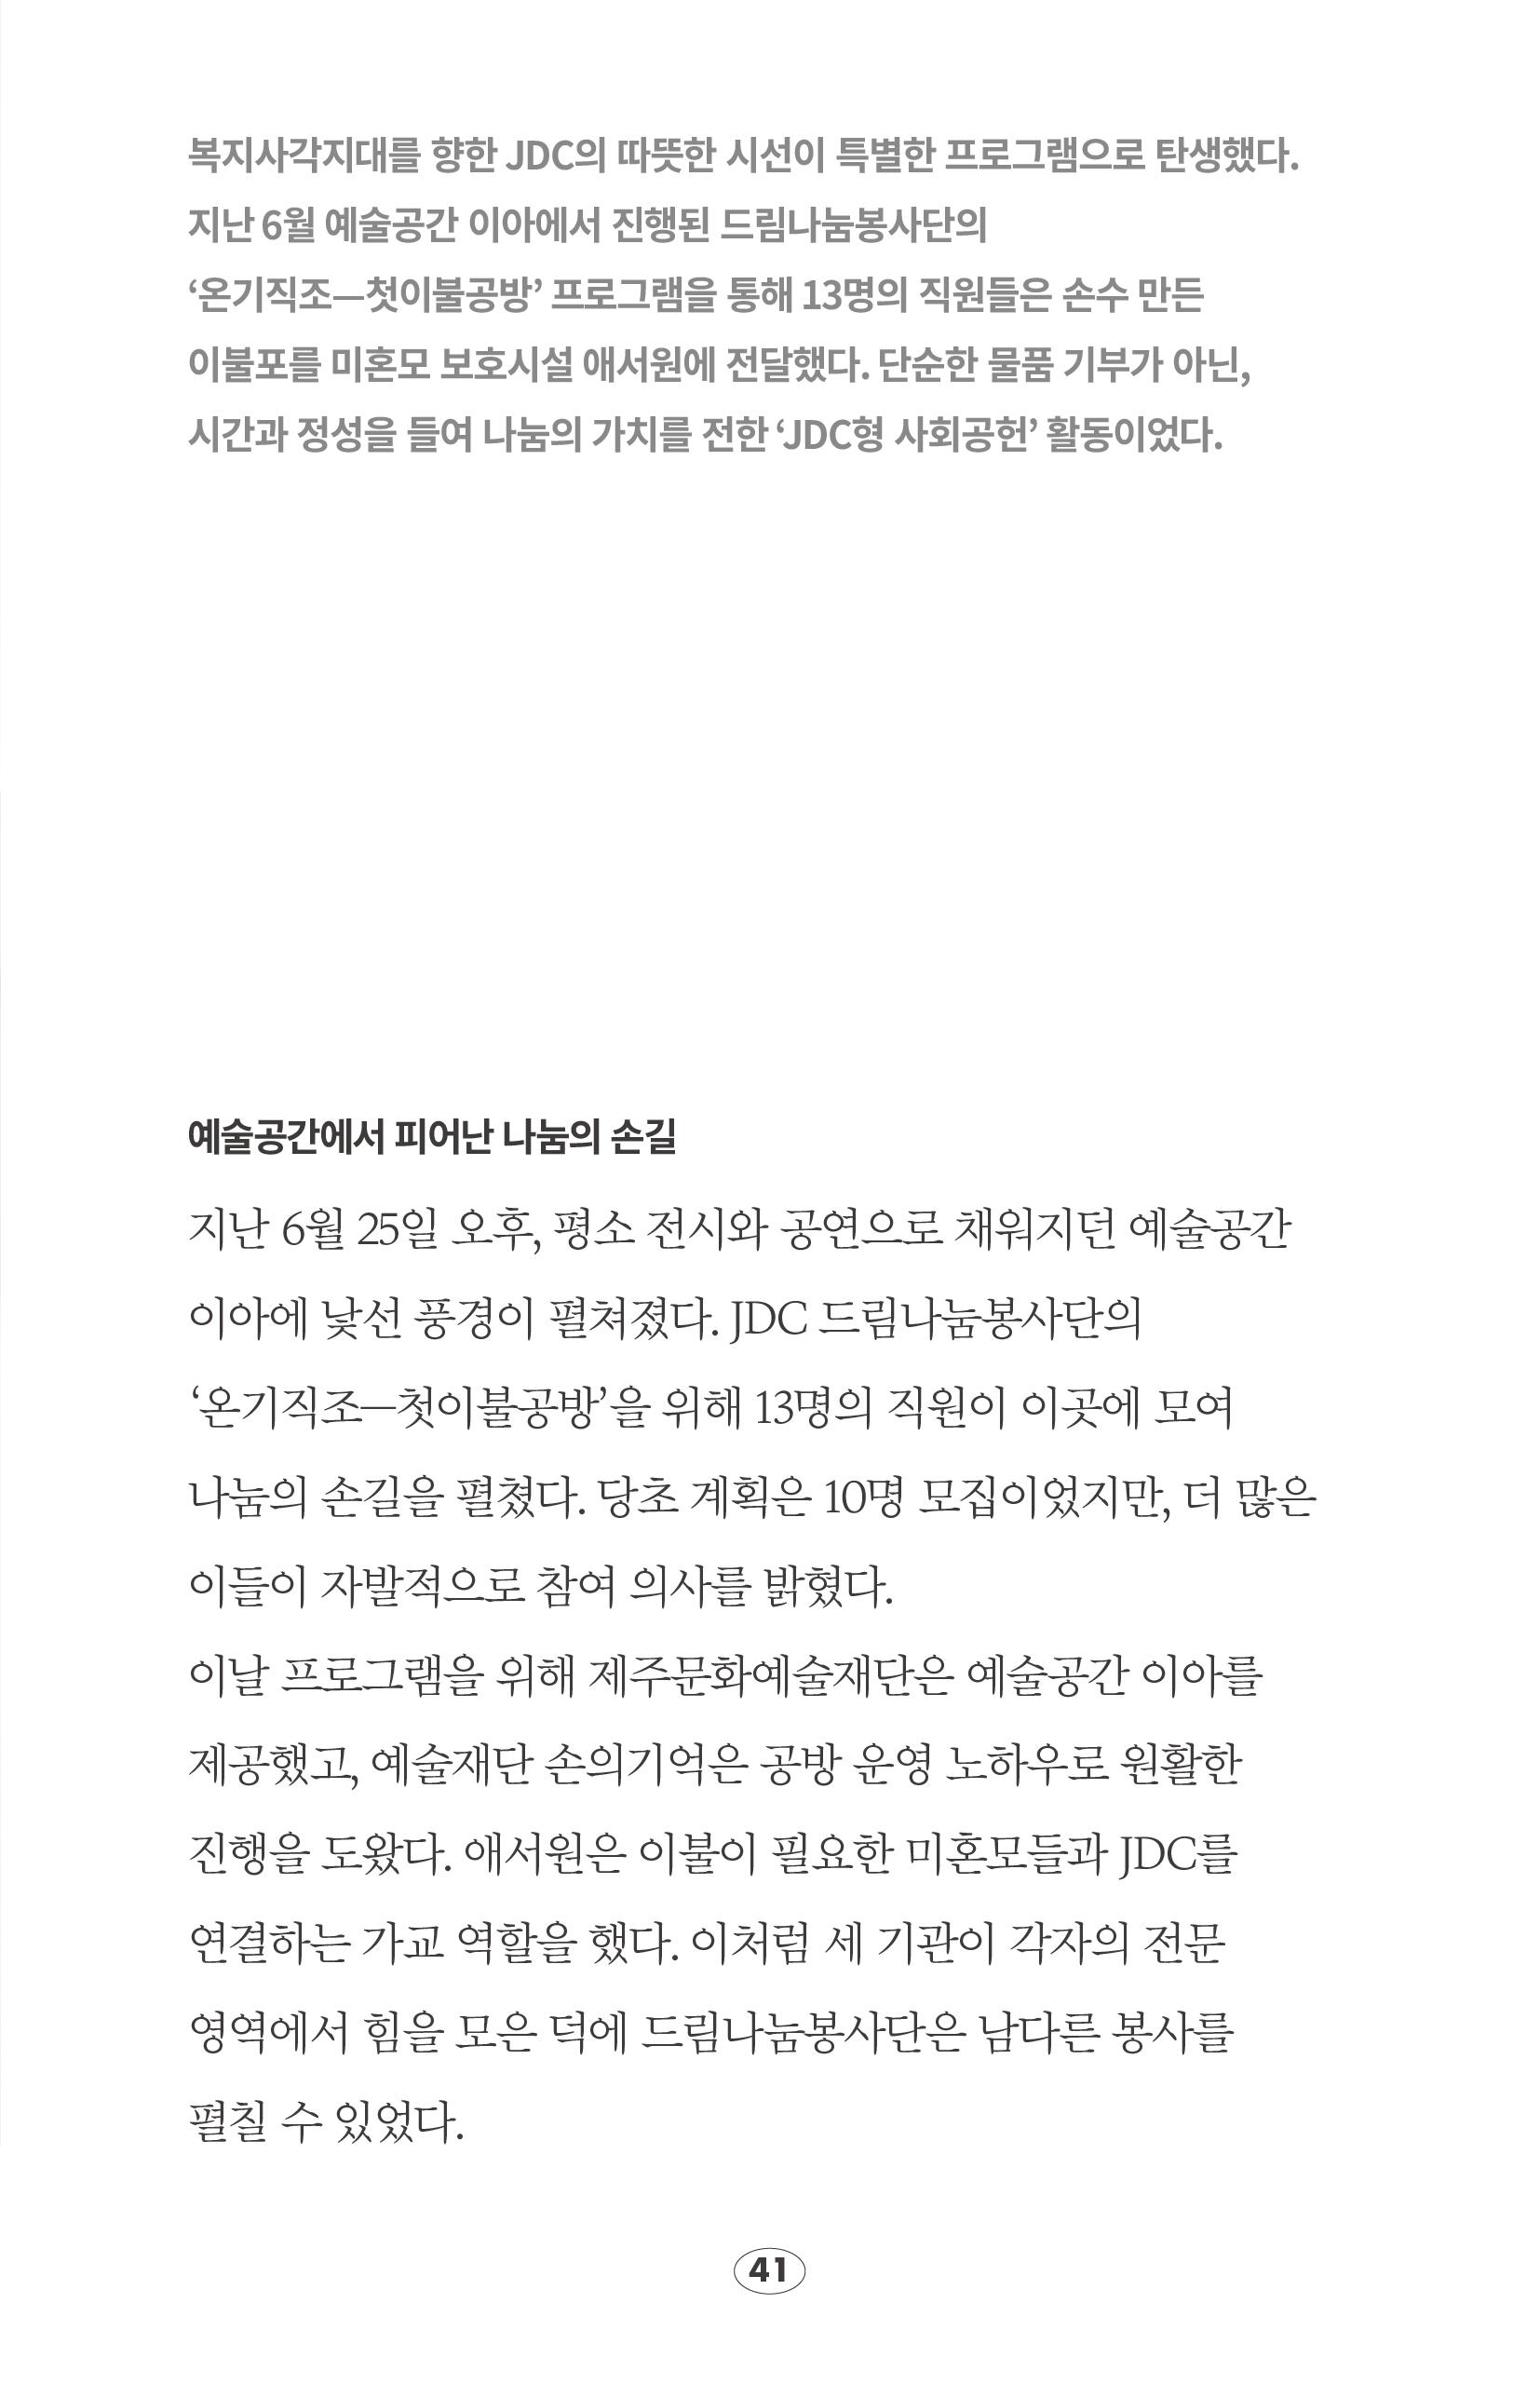 복지사각지대를 향한 JDC의 따뜻한 시선이 특별한 프로그램으로 탄생했다.
지난 6월 예술공간 이아에서 진행된 드림나눔봉사단의
‘온기직조—첫이불공방’ 프로그램을 통해 13명의 직원들은 손수 만든
이불포를 미혼모 보호시설 애서원에 전달했다. 단순한 물품 기부가 아닌,
시간과 정성을 들여 나눔의 가치를 전한 ‘JDC형 사회공헌’ 활동이었다.
예술공간에서 피어난 나눔의 손길
지난 6월 25일 오후, 평소 전시와 공연으로 채워지던 예술공간
이아에 낯선 풍경이 펼쳐졌다. JDC 드림나눔봉사단의
‘온기직조—첫이불공방’을 위해 13명의 직원이 이곳에 모여
나눔의 손길을 펼쳤다. 당초 계획은 10명 모집이었지만, 더 많은
이들이 자발적으로 참여 의사를 밝혔다.
이날 프로그램을 위해 제주문화예술재단은 예술공간 이아를
제공했고, 예술재단 손의기억은 공방 운영 노하우로 원활한
진행을 도왔다. 애서원은 이불이 필요한 미혼모들과 JDC를
연결하는 가교 역할을 했다. 이처럼 세 기관이 각자의 전문
영역에서 힘을 모은 덕에 드림나눔봉사단은 남다른 봉사를
펼칠 수 있었다.
41